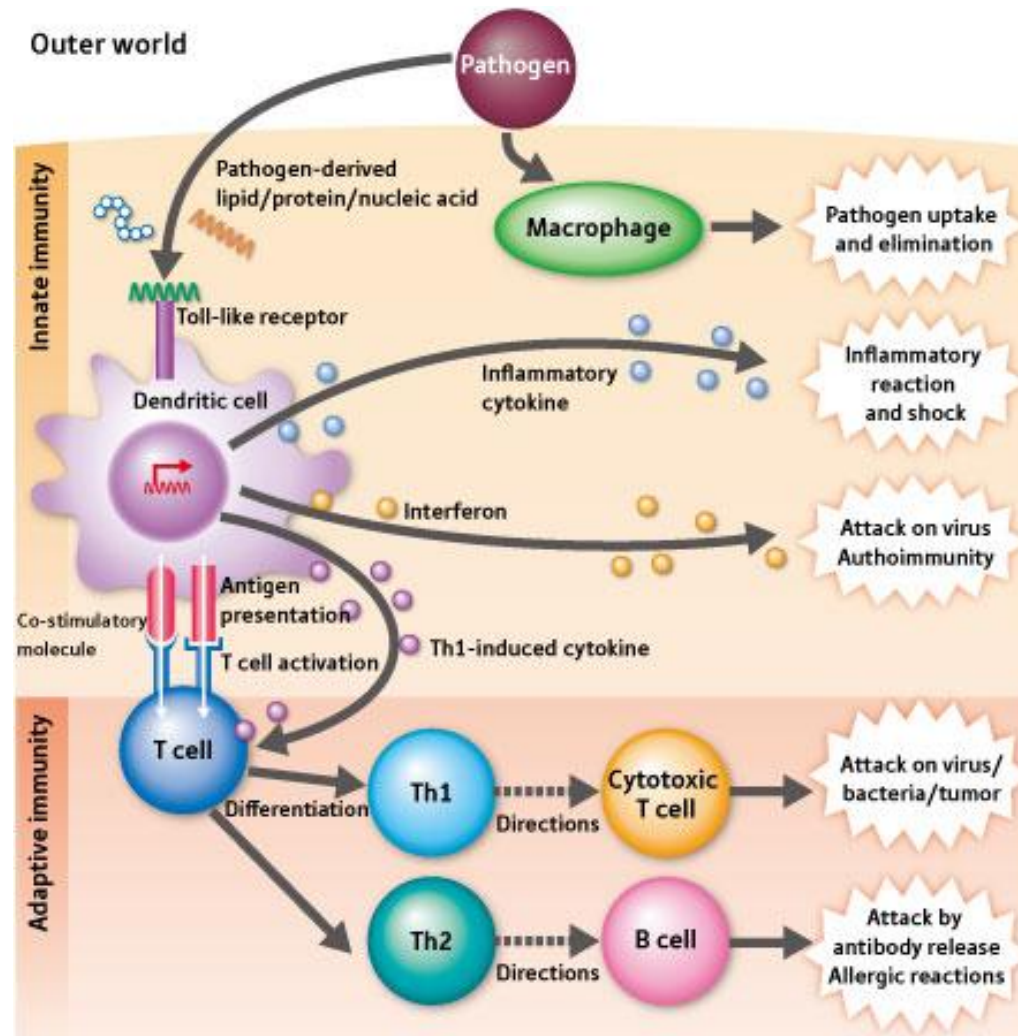 Outer world
Pathogen
Pathogen-derived
lipid/protein/nucleic acid
Macrophage
Pathogen uptake
and elimination
Innate immunity
Toll-like receptor
Dendritic cell
Inflammatory
cytokine
Inflammatory
reaction
and shock
Interferon
Attack on virus
Authoimmunity
Antigen
presentation
Co-stimulatory
molecule
T cell activation
Th1-induced cytokine
Adaptive immunity
T cell
Differentiation
Th1
Directions
Cytotoxic
T cell
Attack on virus/
bacteria/tumor
Th2
Directions
B cell
Attack by
antibody release
Allergic reactions